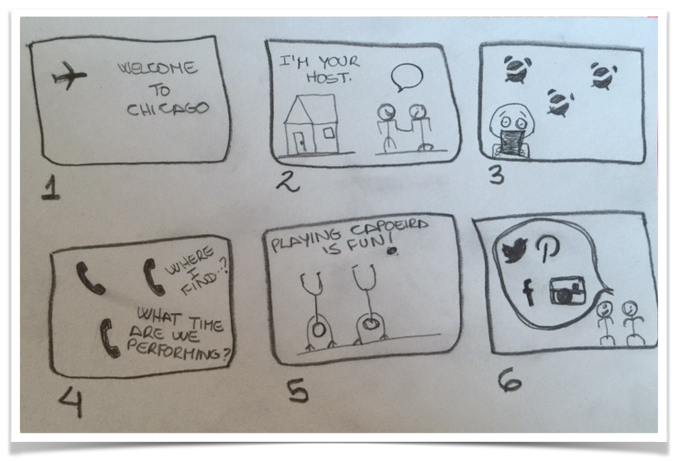 WELCOME
TO
CHICAGO
1
I'M YOUR
HOST.
2
3
WHERE
I
FIND..?
WHAT TIME
ARE WE
PERFORMING?
4
PLAYING CAPOEIRA
IS FUN!
5
f
6